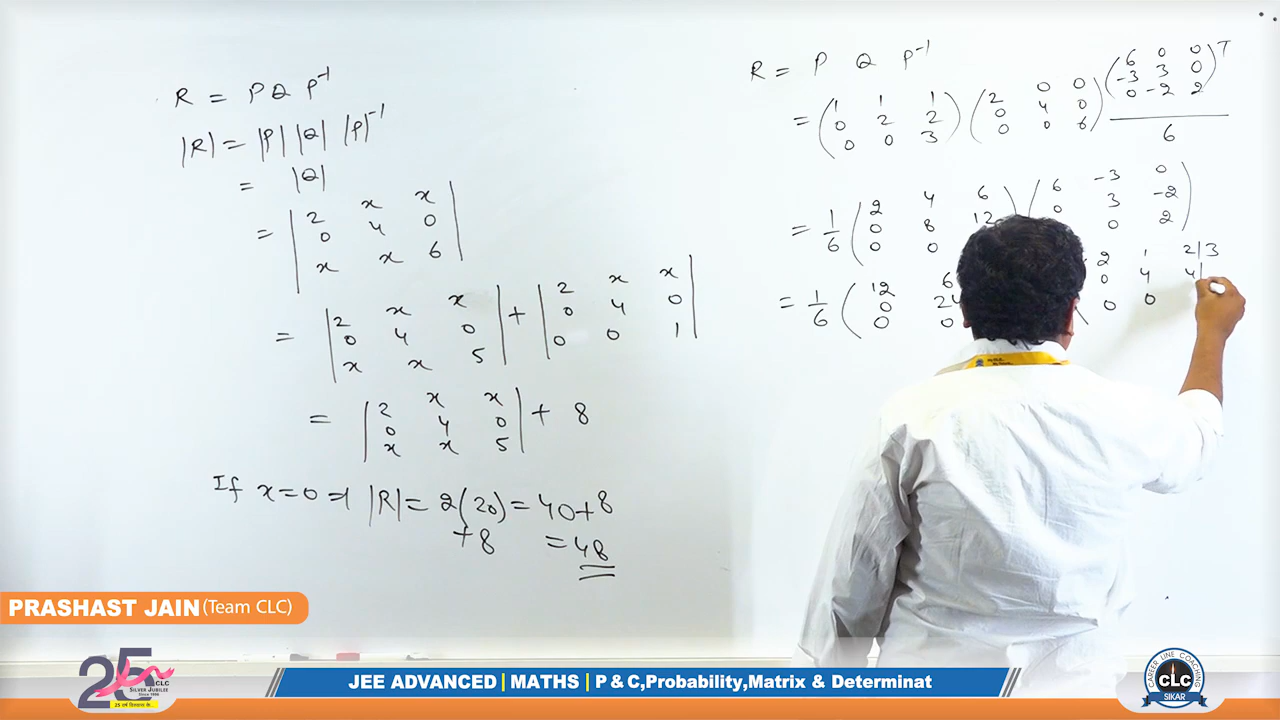 R = P Q P⁻¹
|R| = |P| |Q| |P|⁻¹
= |Q|
= | 2 x x
0 4 0
x x 6 |
= | 2 x x
0 4 0
x x 5 | + | 2 x x
0 4 0
0 0 1 |
= | 2 x x
0 4 0
x x 5 | + 8
If x = 0 ⇒ |R| = 2(20) = 40+8
+8 = 48
R = P Q P⁻¹
= ( 1 1 1
0 2 2
0 0 3 ) ( 2 0 0
0 4 0
0 0 6 ) ( 6 0 0
-3 3 0
0 -2 2 )ᵀ
6
= 1/6 ( 2 4 6
0 8 12
0 0 ) ( 6 -3 0
0 3 -2
0 2 )
= 1/6 ( 12 6
0 24
0 0
2 1 2/3
0 4 4
0 0
PRASHAST JAIN (Team CLC)
25 CLC
SILVER JUBILEE
Since 1996
25 वर्ष विश्वास के...
JEE ADVANCED | MATHS | P & C,Probability,Matrix & Determinat
CAREER LINE COACHING
CLC
SIKAR